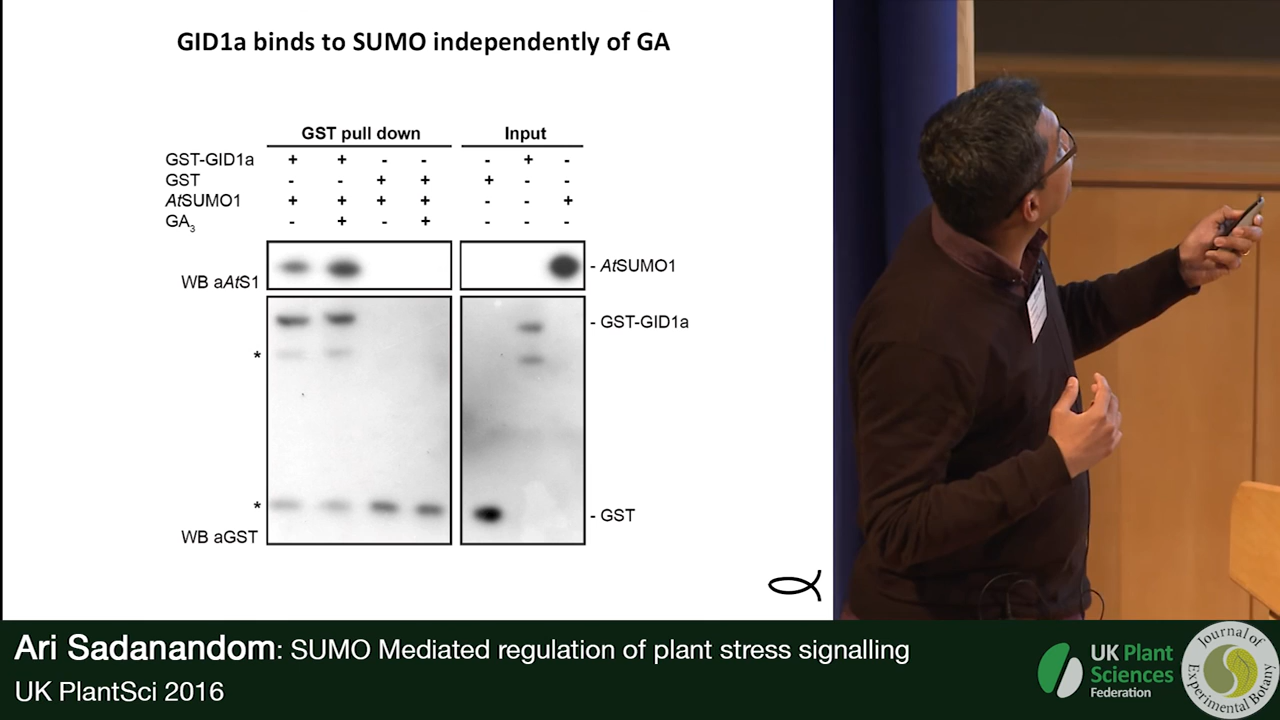 GID1a binds to SUMO independently of GA
GST pull down
Input
GST-GID1a + + - - - + -
GST - - + + + - -
AtSUMO1 + + + + - - +
GA3 - + - + - - -
WB aAtS1
- AtSUMO1
- GST-GID1a
*
*
- GST
WB aGST
Ari Sadanandom: SUMO Mediated regulation of plant stress signalling
UK PlantSci 2016
UK Plant
Sciences
Federation
Journal of
Experimental Botany